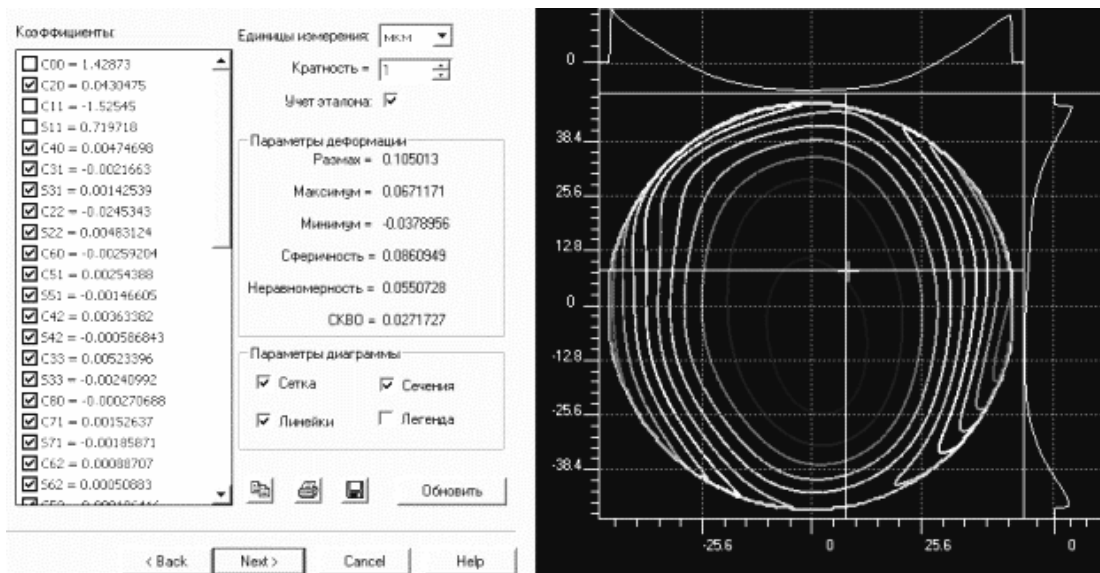 Коэффициенты:
C00 = 1.42873
C20 = 0.0430475
C11 = -1.52545
S11 = 0.719718
C40 = 0.00474698
C31 = -0.0021663
S31 = 0.00142539
C22 = -0.0245343
S22 = 0.00483124
C60 = -0.00259204
C51 = 0.00254388
S51 = -0.00146605
C42 = 0.00363382
S42 = -0.000586843
C33 = 0.00523396
S33 = -0.00240992
C80 = -0.000270688
C71 = 0.00152637
S71 = -0.00185871
C62 = 0.00088707
S62 = 0.00050883
Единицы измерения: мкм
Кратность = 1
Учет эталона:
Параметры деформации
Размах = 0.105013
Максимум = 0.0671171
Минимум = -0.0378956
Сферичность = 0.0860949
Неравномерность = 0.0550728
СКВО = 0.0271727
Параметры диаграммы
Сетка
Сечения
Линейки
Легенда
Обновить
< Back
Next >
Cancel
Help
0
38.4
25.6
12.8
0
-12.8
-25.6
-38.4
-25.6
0
25.6
0